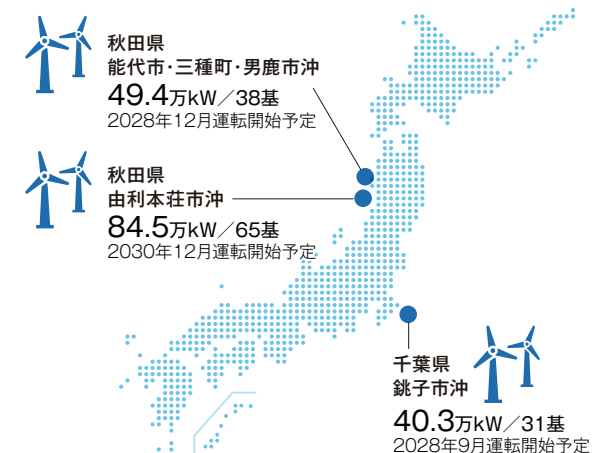 秋田県
能代市・三種町・男鹿市沖
49.4万kW／38基
2028年12月運転開始予定
秋田県
由利本荘市沖
84.5万kW／65基
2030年12月運転開始予定
千葉県
銚子市沖
40.3万kW／31基
2028年9月運転開始予定